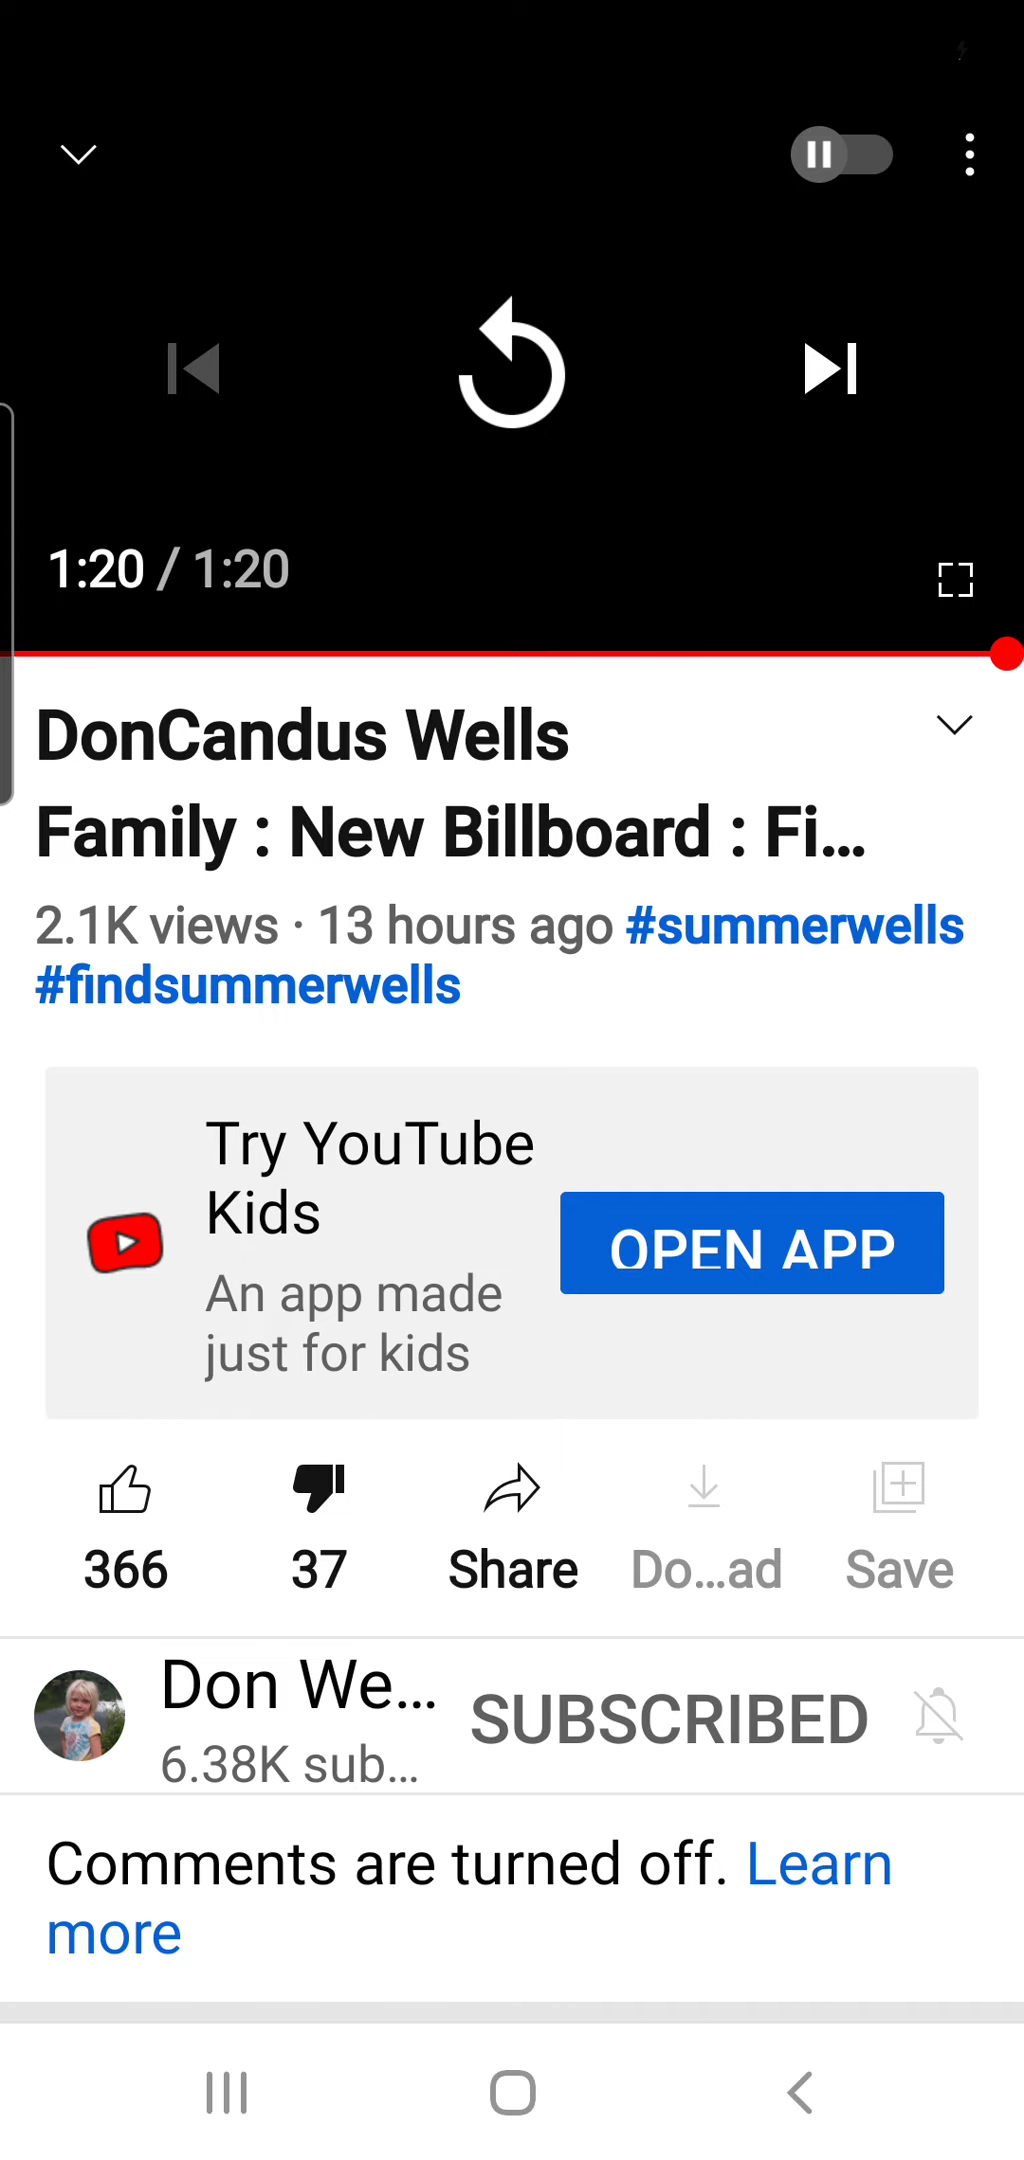 1:20 / 1:20
DonCandus Wells
Family : New Billboard : Fi...
2.1K views · 13 hours ago #summerwells
#findsummerwells
Try YouTube
Kids
An app made
just for kids
OPEN APP
366
37
Share
Do...ad
Save
Don We...
SUBSCRIBED
6.38K sub...
Comments are turned off. Learn
more